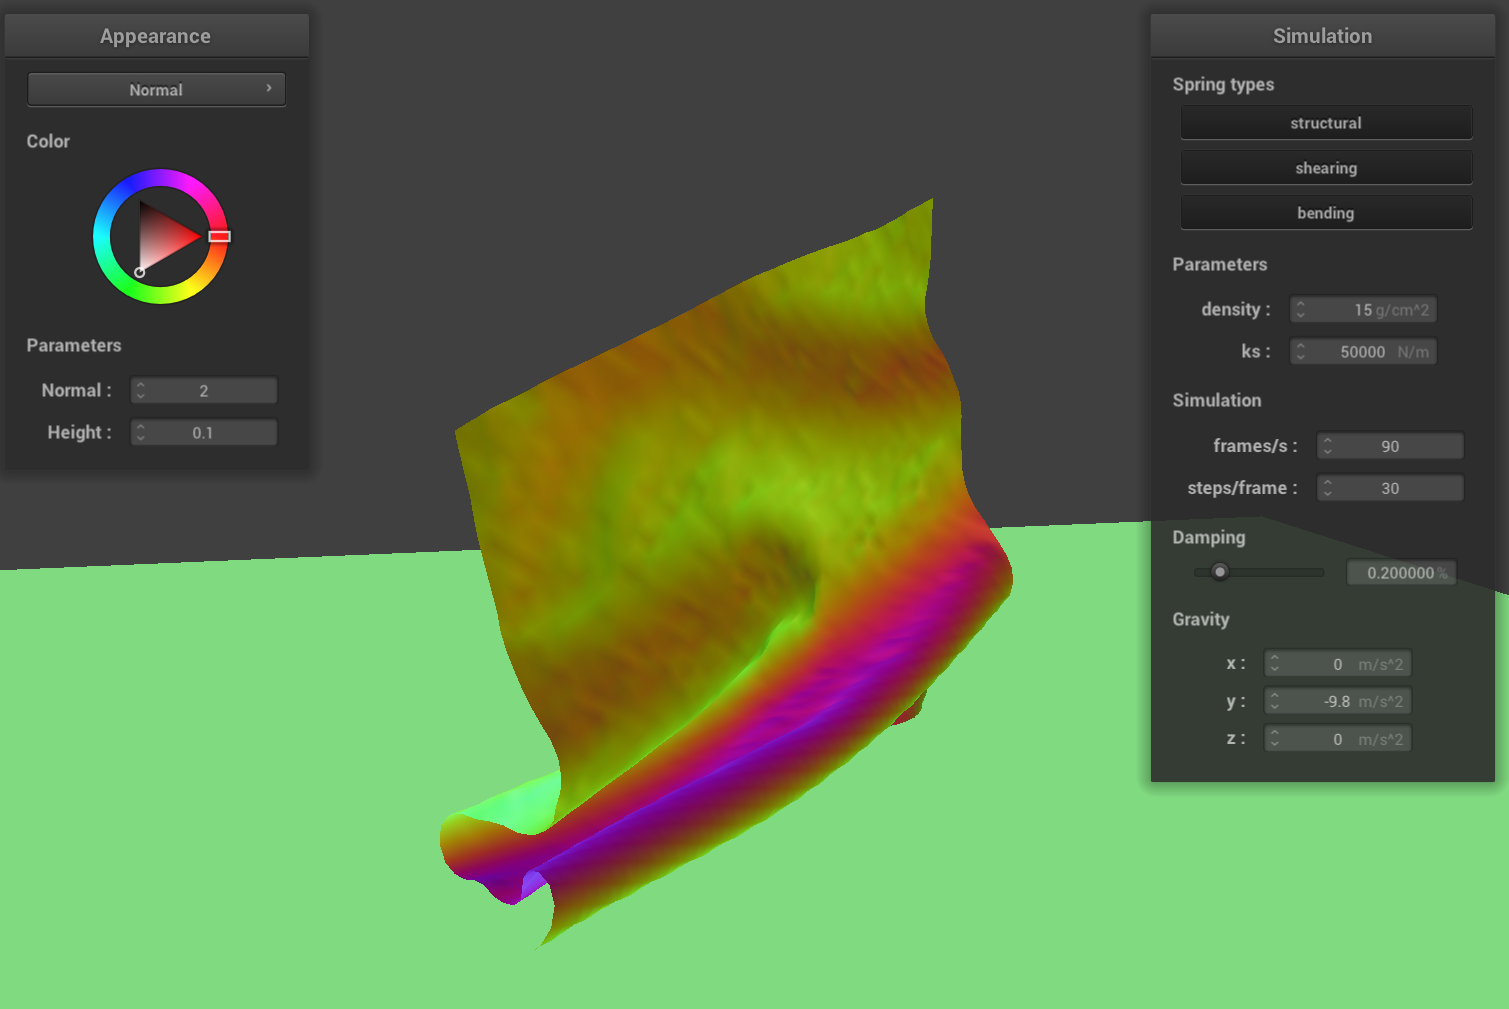 Appearance
Normal
Color
Parameters
Normal : 2
Height : 0.1
Simulation
Spring types
structural
shearing
bending
Parameters
density : 15 g/cm^2
ks : 50000 N/m
Simulation
frames/s : 90
steps/frame : 30
Damping
0.200000 %
Gravity
x : 0 m/s^2
y : -9.8 m/s^2
z : 0 m/s^2